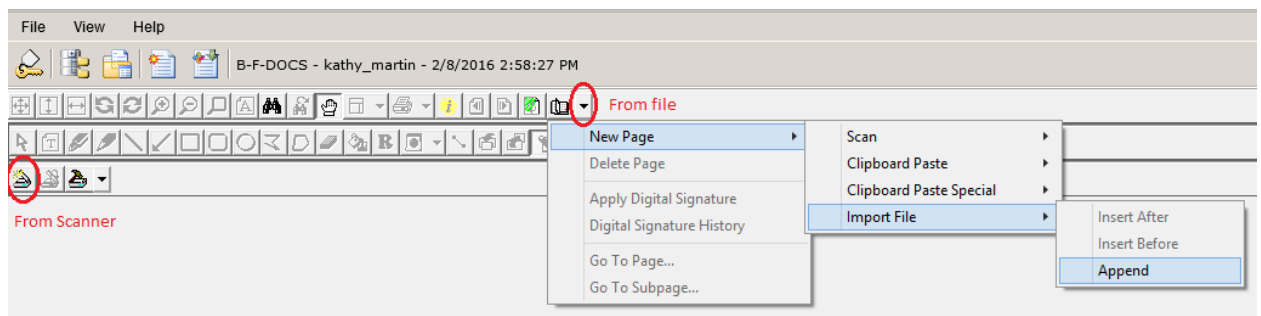 File View Help
B-F-DOCS - kathy_martin - 2/8/2016 2:58:27 PM
From file
New Page
Delete Page
Apply Digital Signature
Digital Signature History
Go To Page...
Go To Subpage...
Scan
Clipboard Paste
Clipboard Paste Special
Import File
Insert After
Insert Before
Append
From Scanner